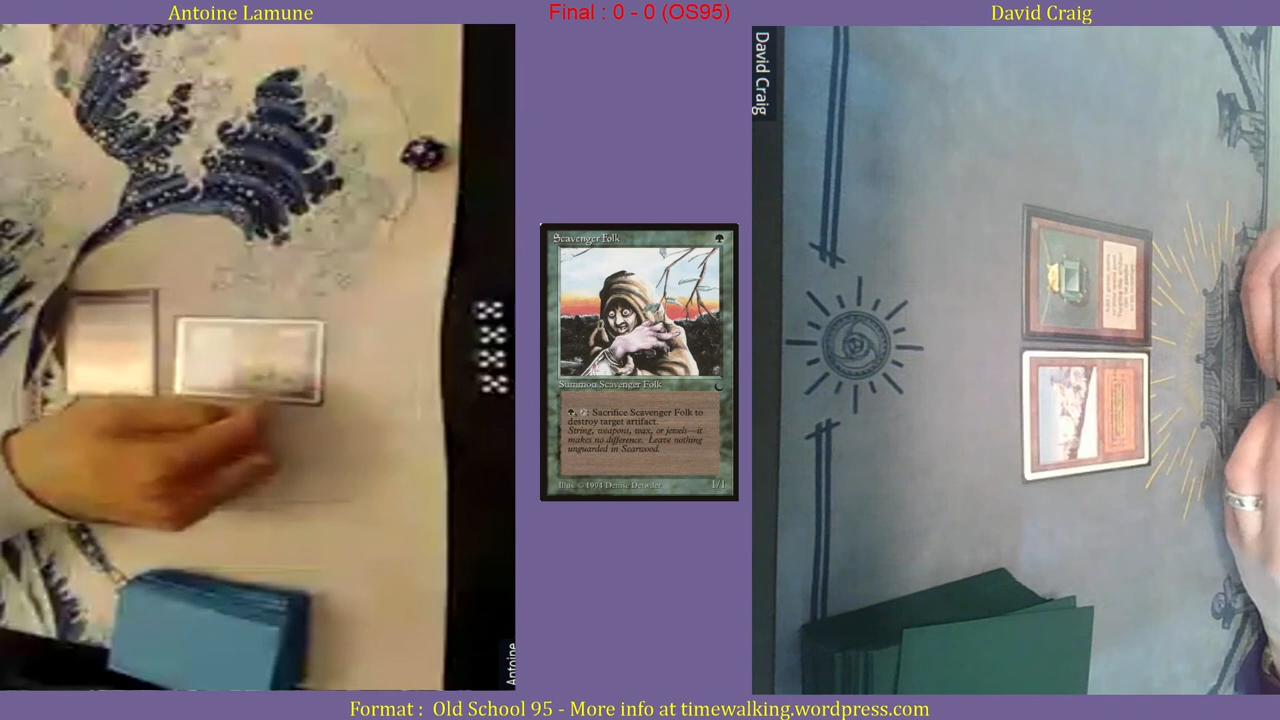 Antoine Lamune
Final : 0 - 0 (OS95)
David Craig
David Craig
Scavenger Folk
Summon Scavenger Folk
: Sacrifice Scavenger Folk to
destroy target artifact.
String, weapons, wax, or jewels—it
makes no difference. Leave nothing
unguarded in Scarwood.
Illus. © 1994 Dennis Detwiller
1/1
Antoine
Format : Old School 95 - More info at timewalking.wordpress.com